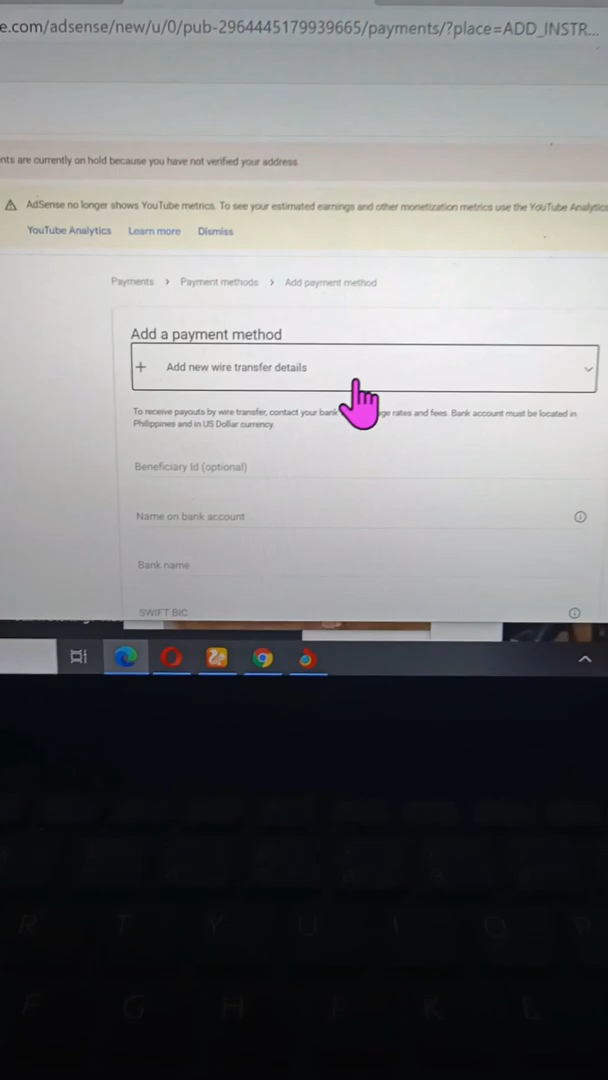 e.com/adsense/new/u/0/pub-2964445179939665/payments/?place=ADD_INSTR...
nts are currently on hold because you have not verified your address.
AdSense no longer shows YouTube metrics. To see your estimated earnings and other monetization metrics use the YouTube Analytics
YouTube Analytics Learn more Dismiss
Payments > Payment methods > Add payment method
Add a payment method
+ Add new wire transfer details
To receive payouts by wire transfer, contact your bank ge rates and fees. Bank account must be located in
Philippines and in US Dollar currency.
Beneficiary Id (optional)
Name on bank account
Bank name
SWIFT BIC
R T Y U I O P
F G H K L